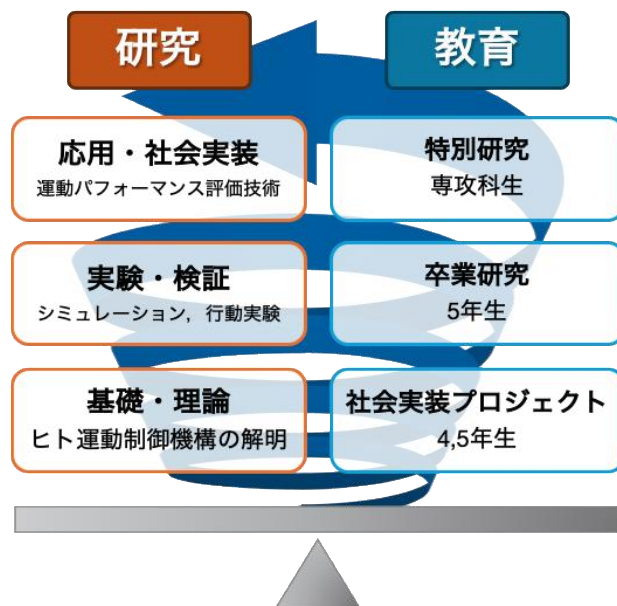 研究
教育
応用・社会実装
運動パフォーマンス評価技術
特別研究
専攻科生
実験・検証
シミュレーション，行動実験
卒業研究
5年生
基礎・理論
ヒト運動制御機構の解明
社会実装プロジェクト
4,5年生